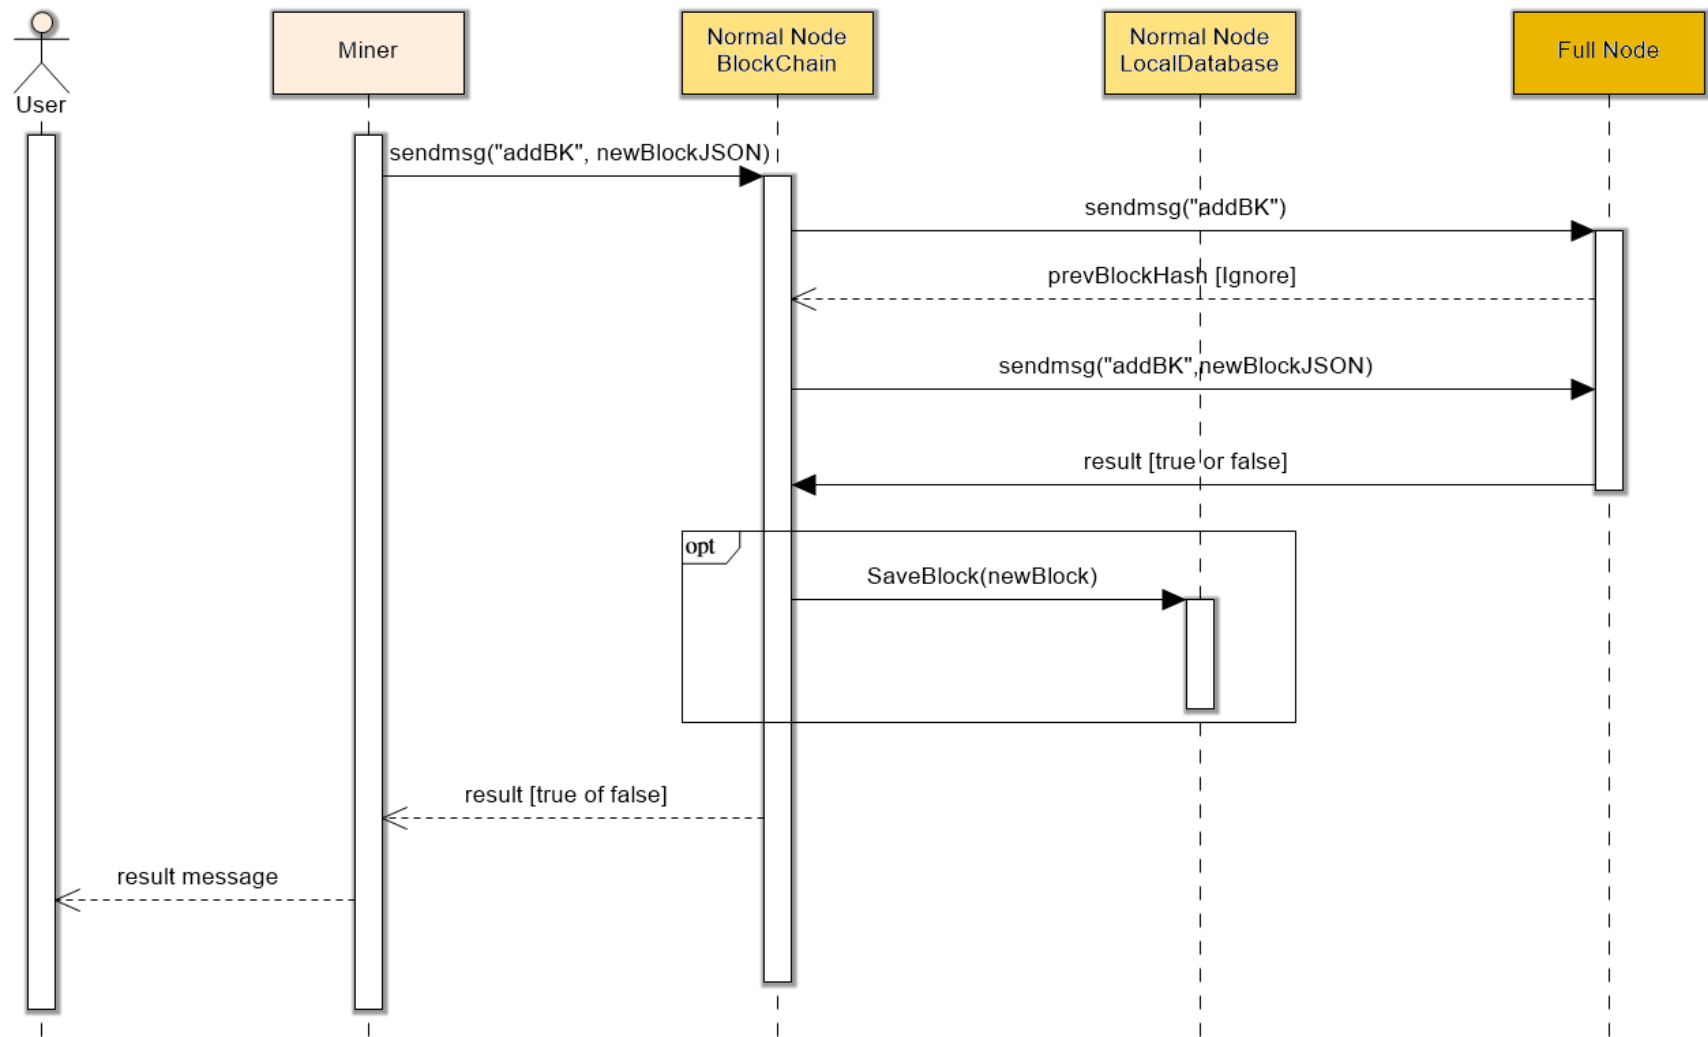 User
Miner
Normal Node
BlockChain
Normal Node
LocalDatabase
Full Node
sendmsg("addBK", newBlockJSON)
sendmsg("addBK")
prevBlockHash [Ignore]
sendmsg("addBK",newBlockJSON)
result [true or false]
opt
SaveBlock(newBlock)
result [true of false]
result message